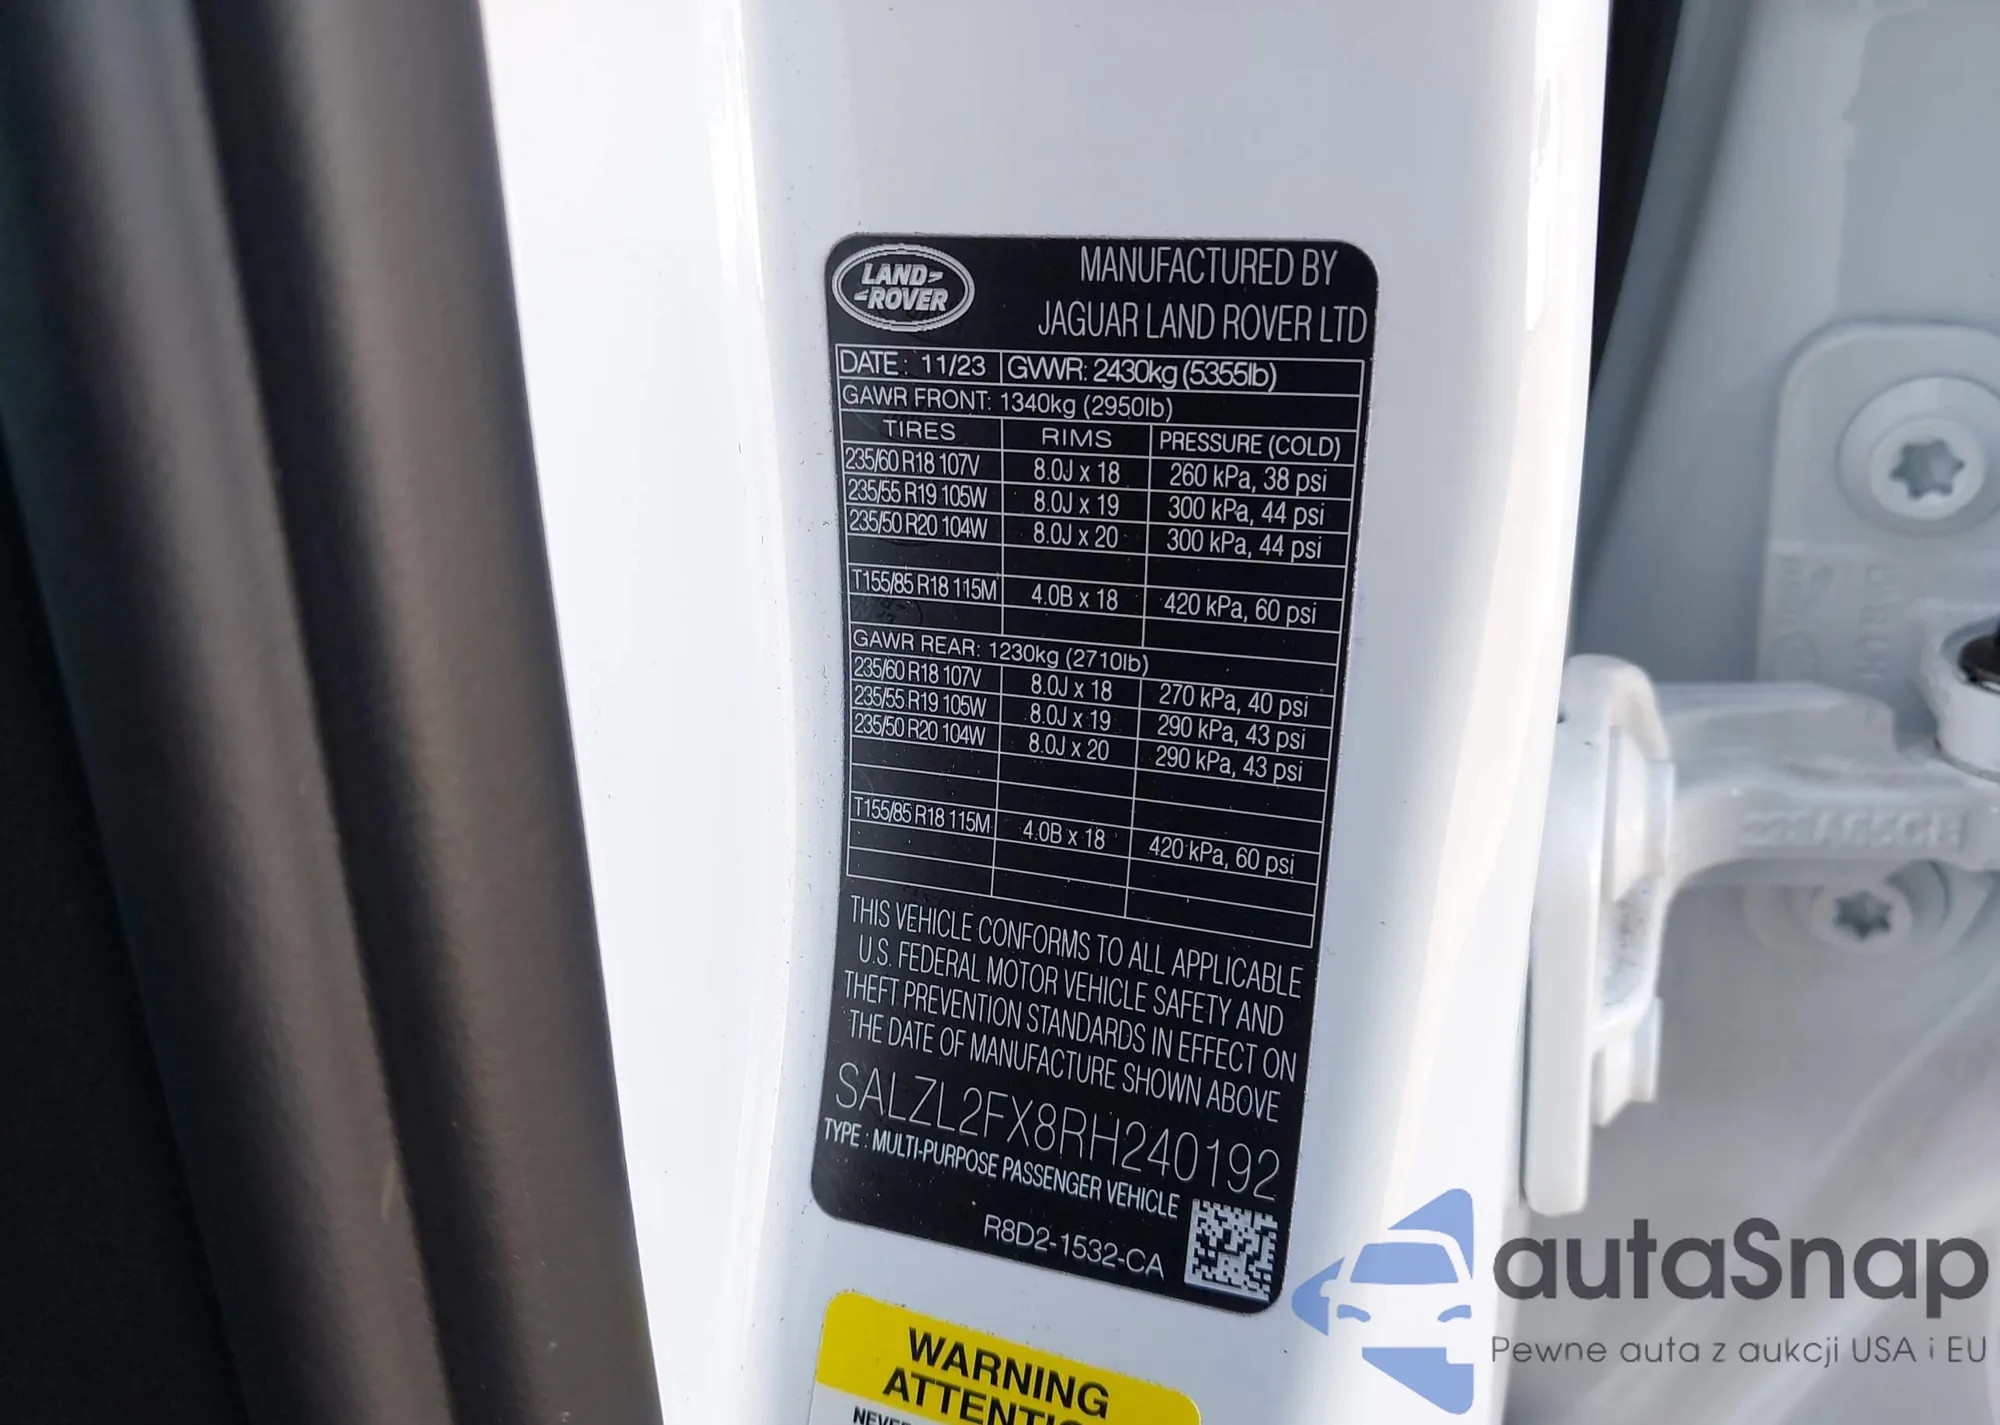 LAND-
-ROVER
MANUFACTURED BY
JAGUAR LAND ROVER LTD
DATE: 11/23 GVWR: 2430kg (5355lb)
GAWR FRONT: 1340kg (2950lb)
TIRES RIMS PRESSURE (COLD)
235/60 R18 107V 8.0J x 18 260 kPa, 38 psi
235/55 R19 105W 8.0J x 19 300 kPa, 44 psi
235/50 R20 104W 8.0J x 20 300 kPa, 44 psi
T155/85 R18 115M 4.0B x 18 420 kPa, 60 psi
GAWR REAR: 1230kg (2710lb)
235/60 R18 107V 8.0J x 18 270 kPa, 40 psi
235/55 R19 105W 8.0J x 19 290 kPa, 43 psi
235/50 R20 104W 8.0J x 20 290 kPa, 43 psi
T155/85 R18 115M 4.0B x 18 420 kPa, 60 psi
THIS VEHICLE CONFORMS TO ALL APPLICABLE
U.S. FEDERAL MOTOR VEHICLE SAFETY AND
THEFT PREVENTION STANDARDS IN EFFECT ON
THE DATE OF MANUFACTURE SHOWN ABOVE
SALZL2FX8RH240192
TYPE : MULTI-PURPOSE PASSENGER VEHICLE
R8D2-1532-CA
WARNING
autaSnap
Pewne auta z aukcji USA i EU